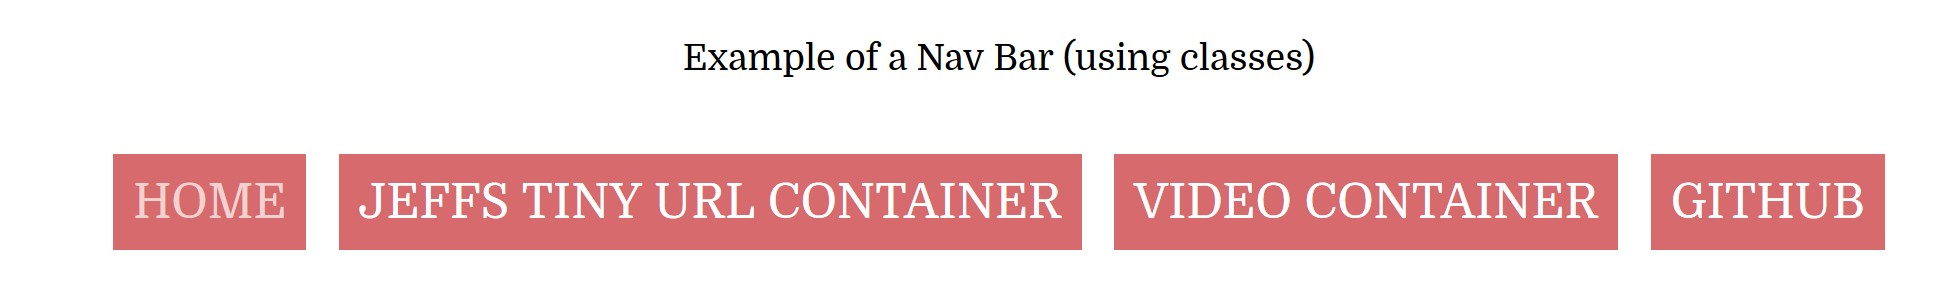 Example of a Nav Bar (using classes)
HOME JEFFS TINY URL CONTAINER VIDEO CONTAINER GITHUB